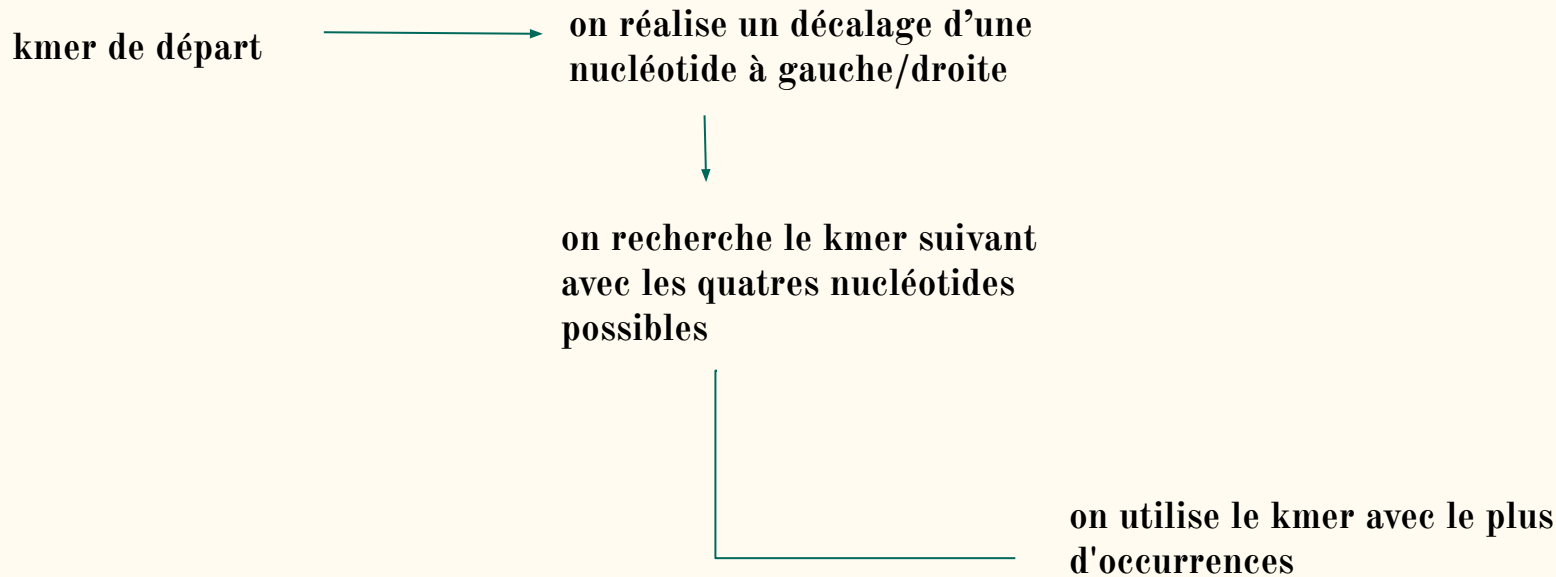 kmer de départ
on réalise un décalage d’une
nucléotide à gauche/droite
on recherche le kmer suivant
avec les quatres nucléotides
possibles
on utilise le kmer avec le plus
d'occurrences